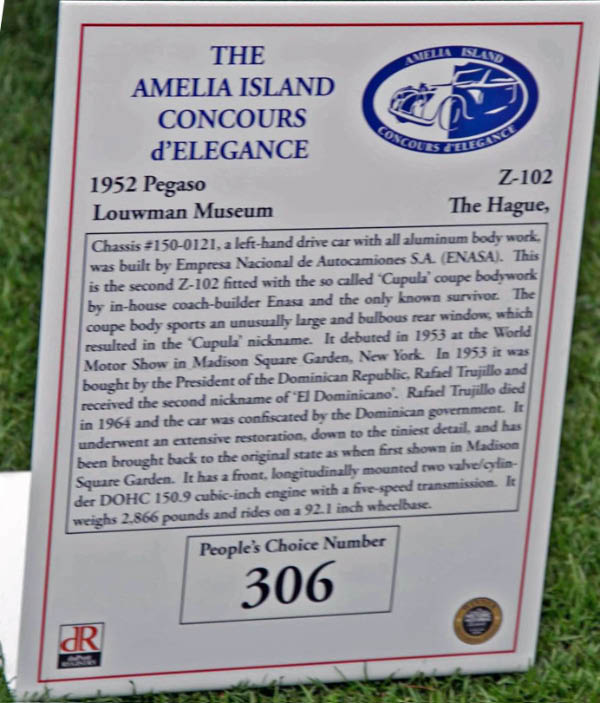 THE
AMELIA ISLAND
CONCOURS
d'ELEGANCE
AMELIA ISLAND
CONCOURS d'ELEGANCE
1952 Pegaso Z-102
Louwman Museum The Hague,
Chassis #150-0121, a left-hand drive car with all aluminum body work,
was built by Empresa Nacional de Autocamiones S.A. (ENASA). This
is the second Z-102 fitted with the so called 'Cupula' coupe bodywork
by in-house coach-builder Enasa and the only known survivor. The
coupe body sports an unusually large and bulbous rear window, which
resulted in the 'Cupula' nickname. It debuted in 1953 at the World
Motor Show in Madison Square Garden, New York. In 1953 it was
bought by the President of the Dominican Republic, Rafael Trujillo and
received the second nickname of 'El Dominicano'. Rafael Trujillo died
in 1964 and the car was confiscated by the Dominican government. It
underwent an extensive restoration, down to the tiniest detail, and has
been brought back to the original state as when first shown in Madison
Square Garden. It has a front, longitudinally mounted two valve/cylin-
der DOHC 150.9 cubic-inch engine with a five-speed transmission. It
weighs 2,866 pounds and rides on a 92.1 inch wheelbase.
People's Choice Number
306
dR
duPont
REGISTRY